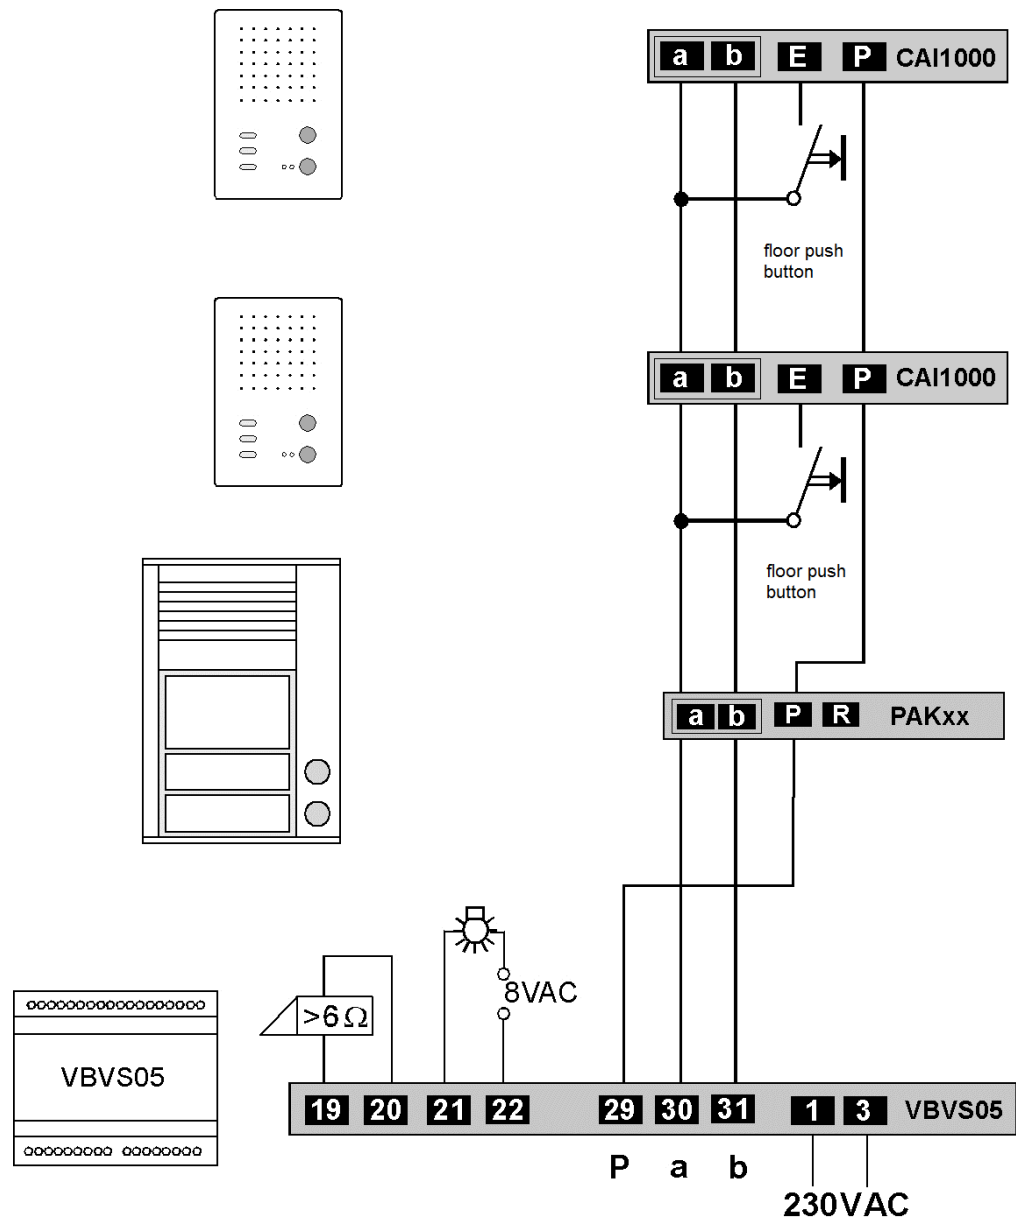 a b E P CAI1000
floor push
button
a b E P CAI1000
floor push
button
a b P R PAKxx
8VAC
>6Ω
VBVS05
19 20 21 22 29 30 31 1 3 VBVS05
P a b
230VAC